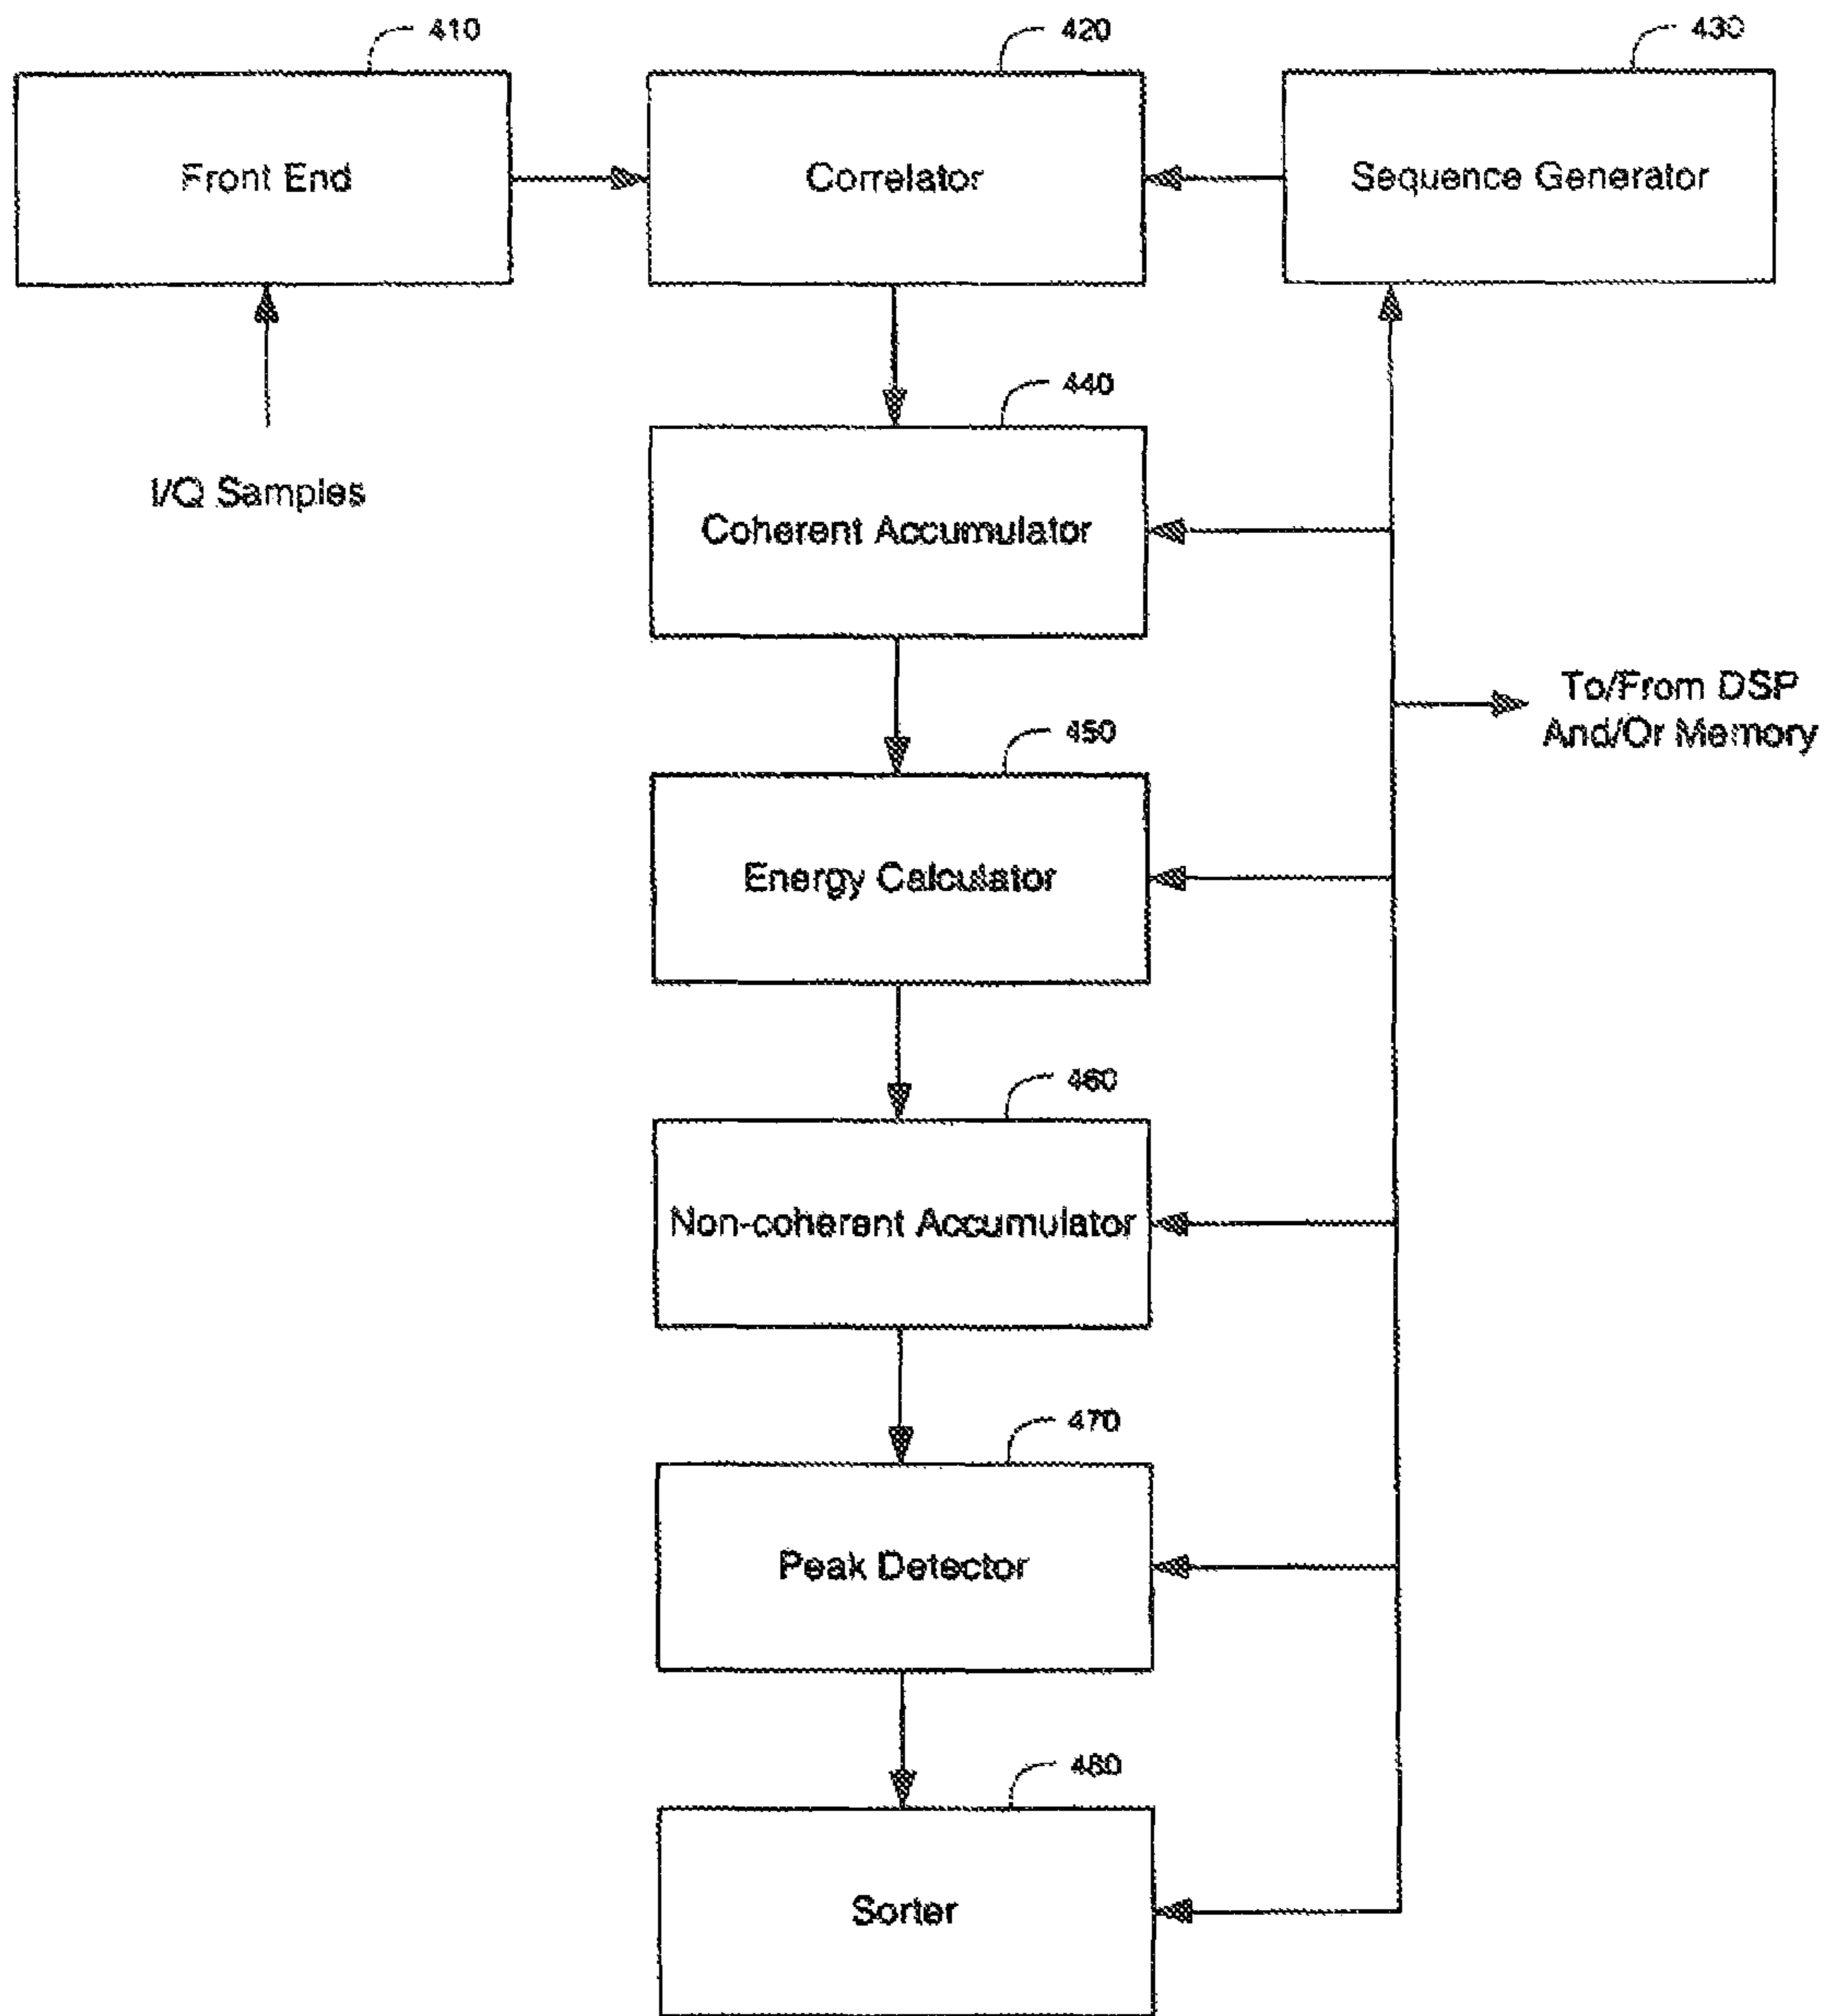 410
420
430
Front End
Correlator
Sequence Generator
440
I/Q Samples
Coherent Accumulator
To/From DSP
And/Or Memory
450
Energy Calculator
460
Non-coherent Accumulator
470
Peak Detector
480
Sorter